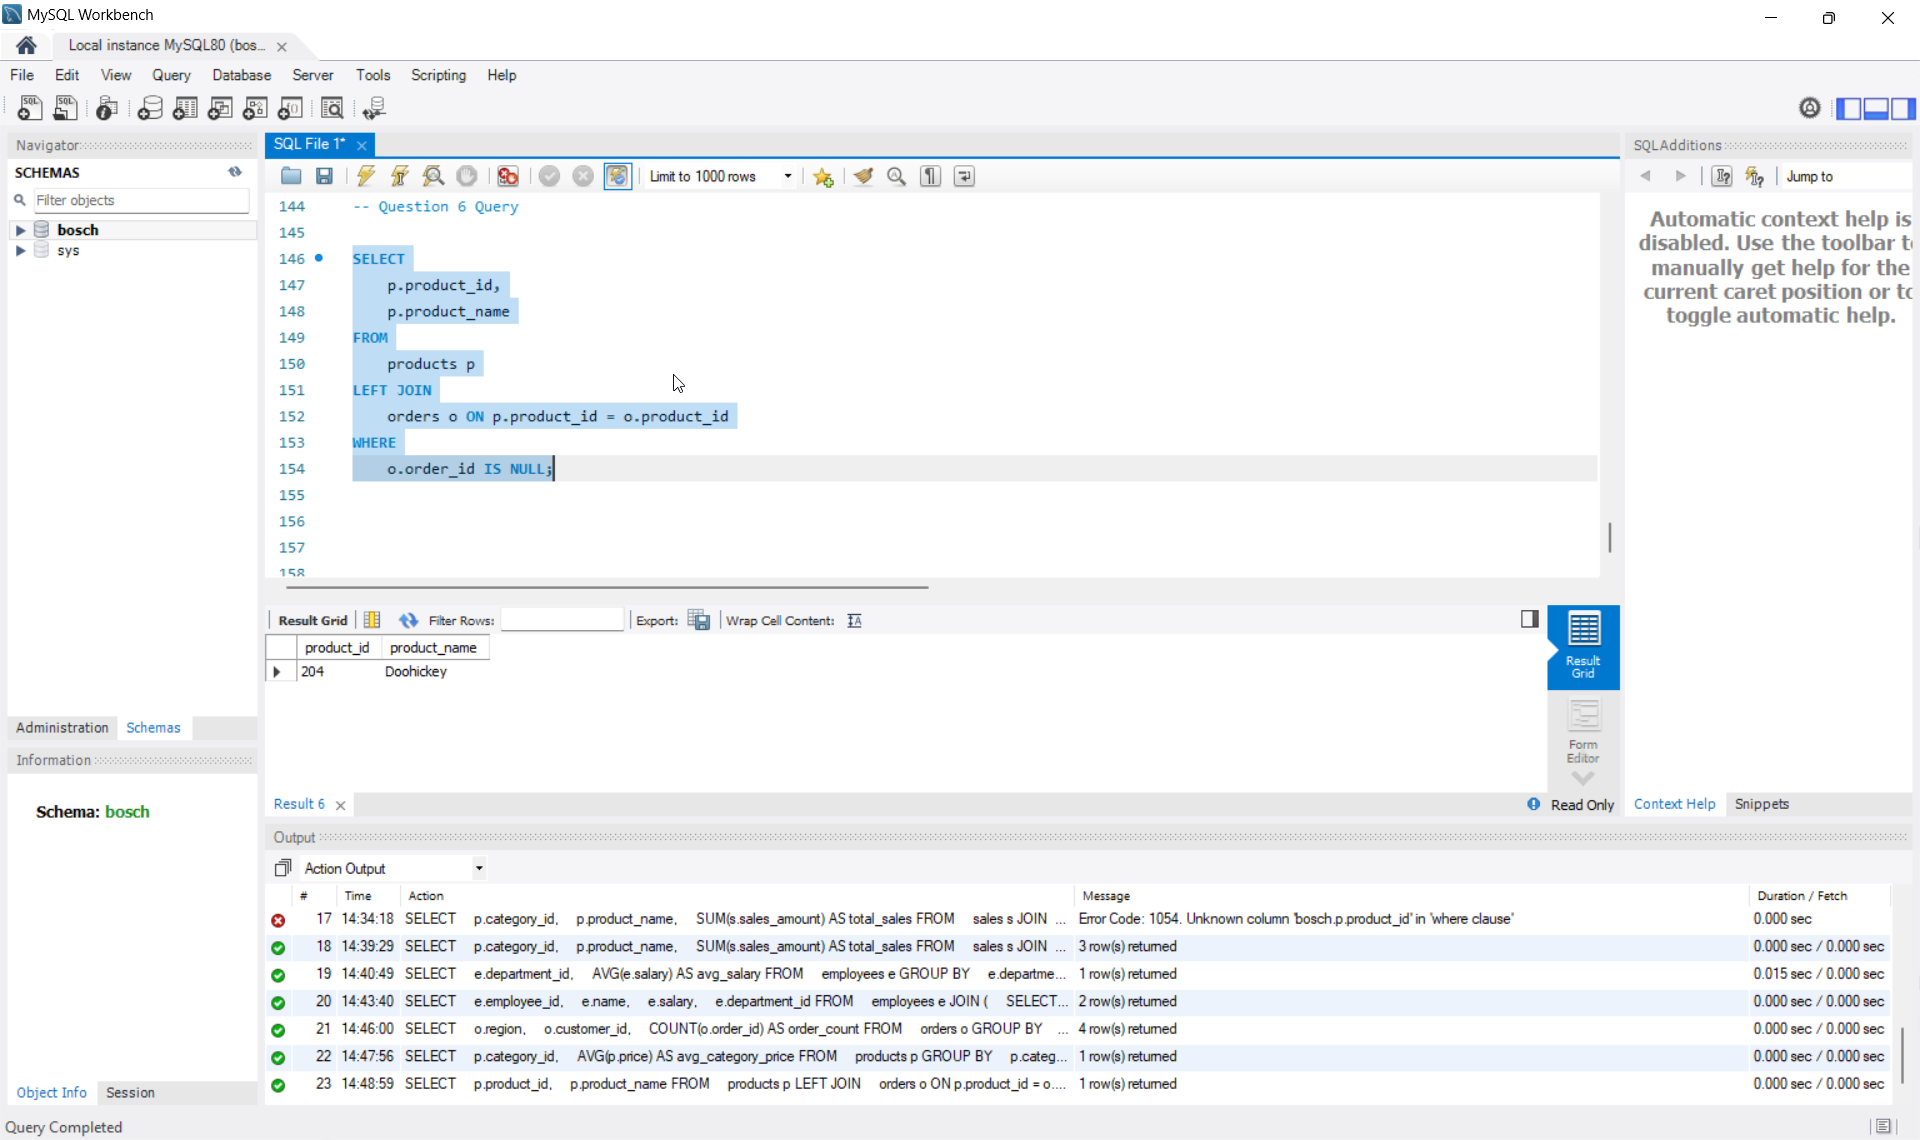 MySQL Workbench
Local instance MySQL80 (bos...
File Edit View Query Database Server Tools Scripting Help
Navigator
SCHEMAS
Filter objects
bosch
sys
Administration Schemas
Information
Schema: bosch
Object Info Session
Query Completed
SQL File 1*
Limit to 1000 rows
144 -- Question 6 Query
145
146 SELECT
147 p.product_id,
148 p.product_name
149 FROM
150 products p
151 LEFT JOIN
152 orders o ON p.product_id = o.product_id
153 WHERE
154 o.order_id IS NULL;
155
156
157
158
Result Grid Filter Rows: Export: Wrap Cell Content:
product_id product_name
204 Doohickey
Result Grid
Form Editor
Result 6
Read Only
SQLAdditions
Jump to
Automatic context help is
disabled. Use the toolbar t
manually get help for the
current caret position or to
toggle automatic help.
Context Help Snippets
Output
Action Output
# Time Action Message Duration / Fetch
17 14:34:18 SELECT p.category_id, p.product_name, SUM(s.sales_amount) AS total_sales FROM sales s JOIN ... Error Code: 1054. Unknown column 'bosch.p.product_id' in 'where clause' 0.000 sec
18 14:39:29 SELECT p.category_id, p.product_name, SUM(s.sales_amount) AS total_sales FROM sales s JOIN ... 3 row(s) returned 0.000 sec / 0.000 sec
19 14:40:49 SELECT e.department_id, AVG(e.salary) AS avg_salary FROM employees e GROUP BY e.departme... 1 row(s) returned 0.015 sec / 0.000 sec
20 14:43:40 SELECT e.employee_id, e.name, e.salary, e.department_id FROM employees e JOIN ( SELECT... 2 row(s) returned 0.000 sec / 0.000 sec
21 14:46:00 SELECT o.region, o.customer_id, COUNT(o.order_id) AS order_count FROM orders o GROUP BY ... 4 row(s) returned 0.000 sec / 0.000 sec
22 14:47:56 SELECT p.category_id, AVG(p.price) AS avg_category_price FROM products p GROUP BY p.categ... 1 row(s) returned 0.000 sec / 0.000 sec
23 14:48:59 SELECT p.product_id, p.product_name FROM products p LEFT JOIN orders o ON p.product_id = o.... 1 row(s) returned 0.000 sec / 0.000 sec